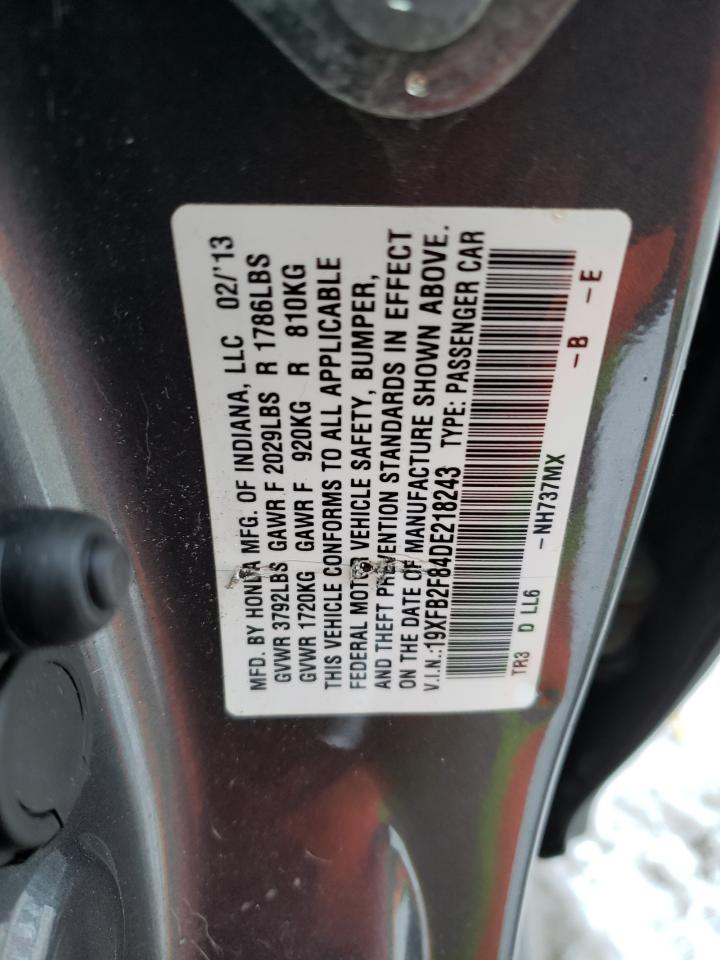 MFD. BY HONDA MFG. OF INDIANA, LLC 02/'13
GVWR 3792LBS GAWR F 2029LBS R 1786LBS
GVWR 1720KG GAWR F 920KG R 810KG
THIS VEHICLE CONFORMS TO ALL APPLICABLE
FEDERAL MOTOR VEHICLE SAFETY, BUMPER,
AND THEFT PREVENTION STANDARDS IN EFFECT
ON THE DATE OF MANUFACTURE SHOWN ABOVE.
V.I.N.:19XFB2F84DE218243 TYPE: PASSENGER CAR
TR3 D LL6 -NH737MX -B -E